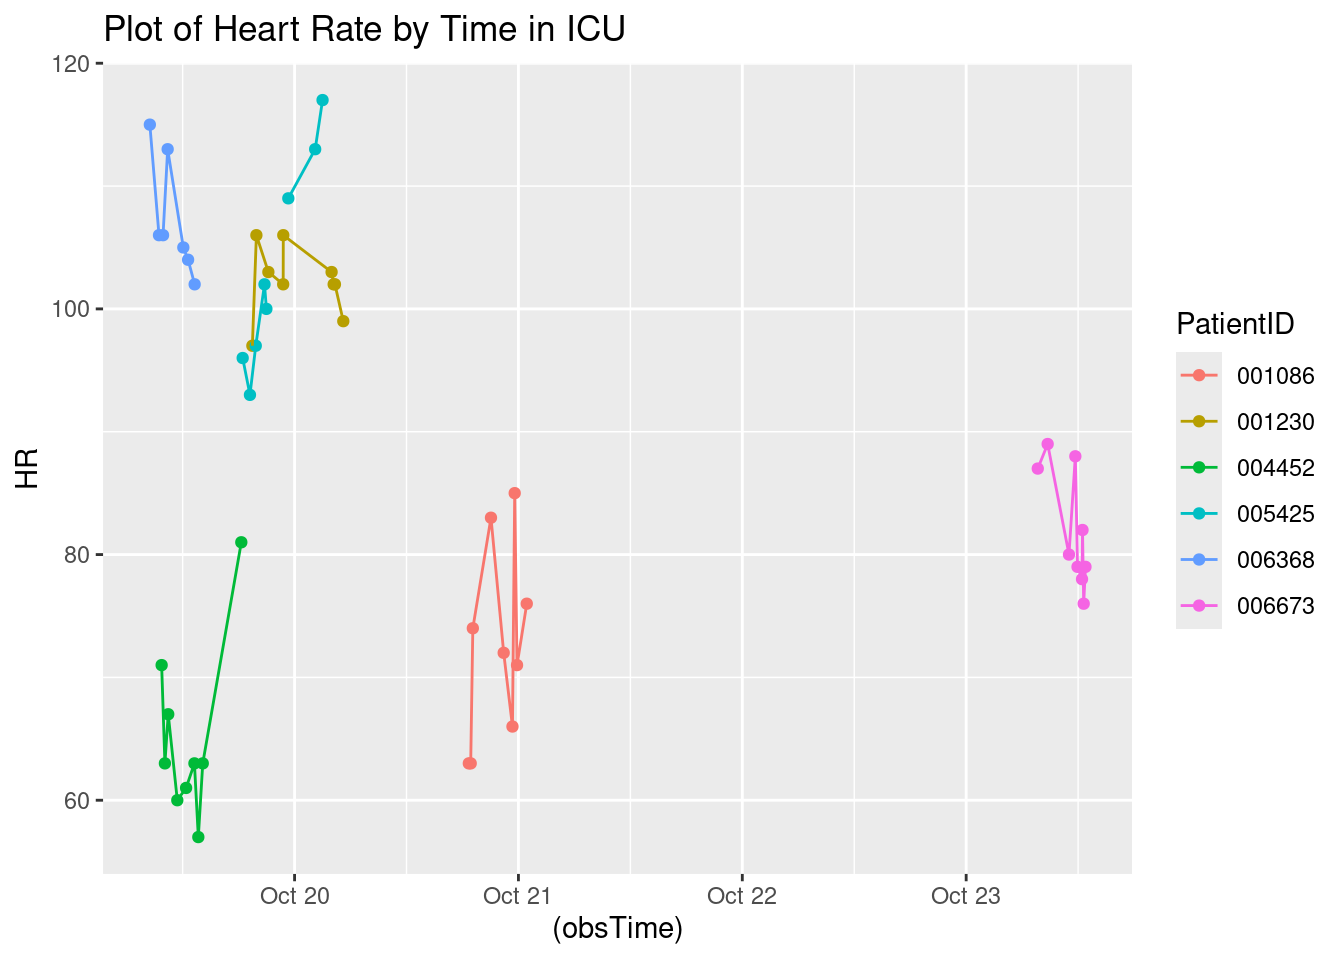 Plot of Heart Rate by Time in ICU
120
100
80
60
HR
Oct 20
Oct 21
Oct 22
Oct 23
(obsTime)
PatientID
001086
001230
004452
005425
006368
006673